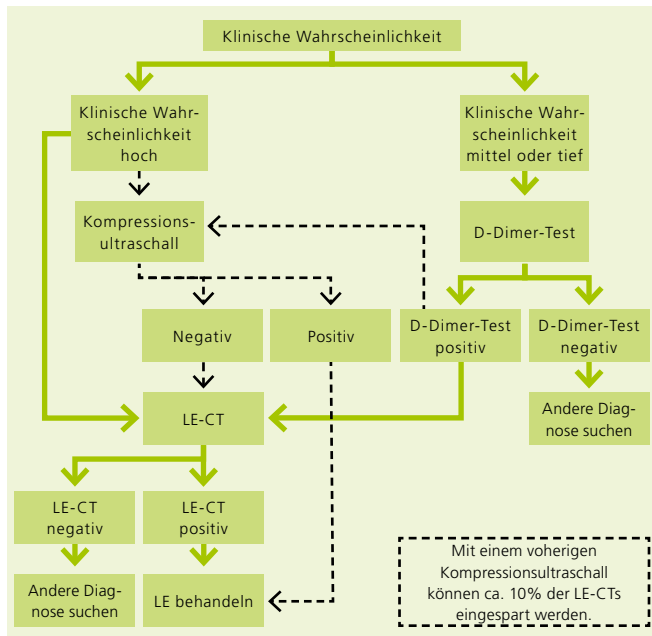 Klinische Wahrscheinlichkeit
Klinische Wahr-
scheinlichkeit
hoch
Klinische Wahr-
scheinlichkeit
mittel oder tief
Kompressions-
ultraschall
D-Dimer-Test
Negativ
Positiv
D-Dimer-Test
positiv
D-Dimer-Test
negativ
LE-CT
Andere Diag-
nose suchen
LE-CT
negativ
LE-CT
positiv
Andere Diag-
nose suchen
LE behandeln
Mit einem voherigen
Kompressionsultraschall
können ca. 10% der LE-CTs
eingespart werden.